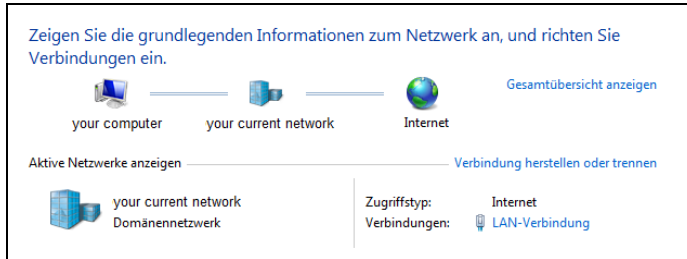 Zeigen Sie die grundlegenden Informationen zum Netzwerk an, und richten Sie
Verbindungen ein.
Gesamtübersicht anzeigen
your computer your current network Internet
Aktive Netzwerke anzeigen Verbindung herstellen oder trennen
your current network Zugriffstyp: Internet
Domänennetzwerk Verbindungen: LAN-Verbindung